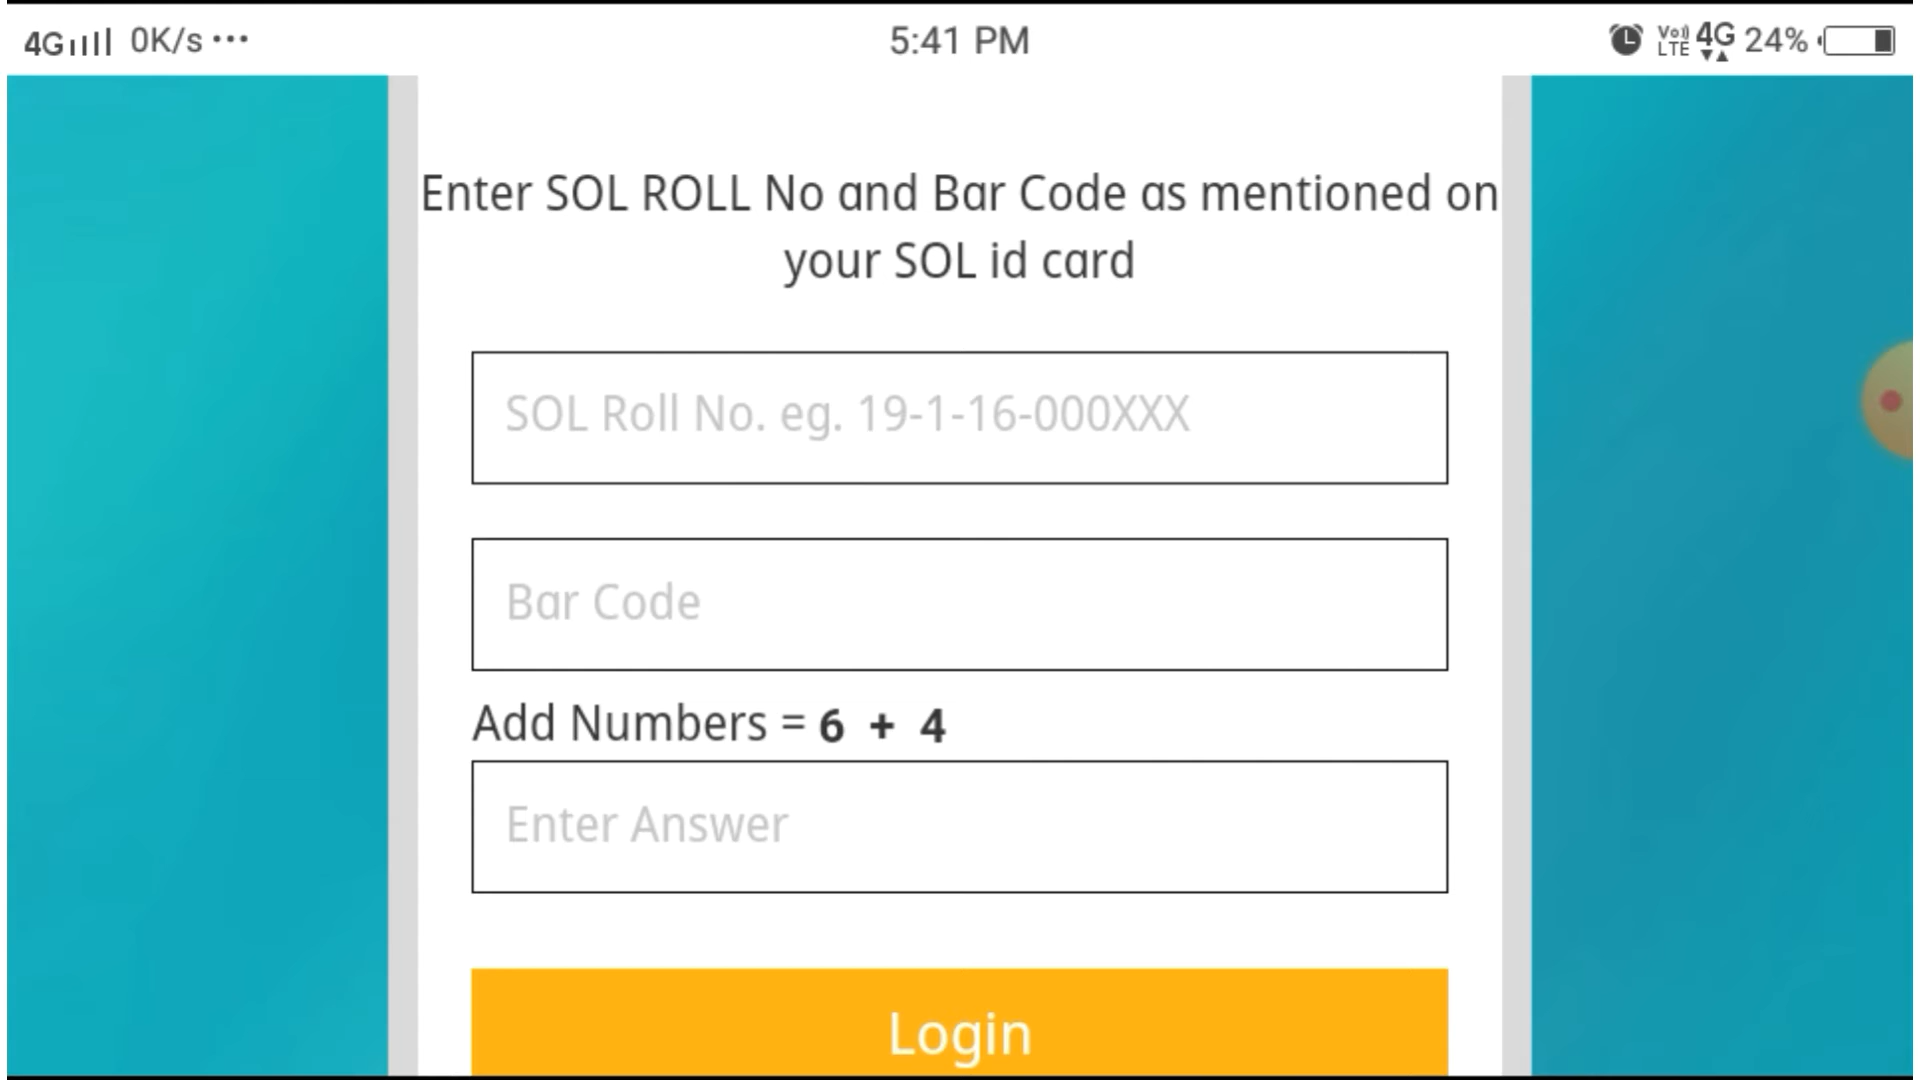 4G 0K/s ... 5:41 PM Vo)) LTE 4G 24%
Enter SOL ROLL No and Bar Code as mentioned on
your SOL id card
SOL Roll No. eg. 19-1-16-000XXX
Bar Code
Add Numbers = 6 + 4
Enter Answer
Login